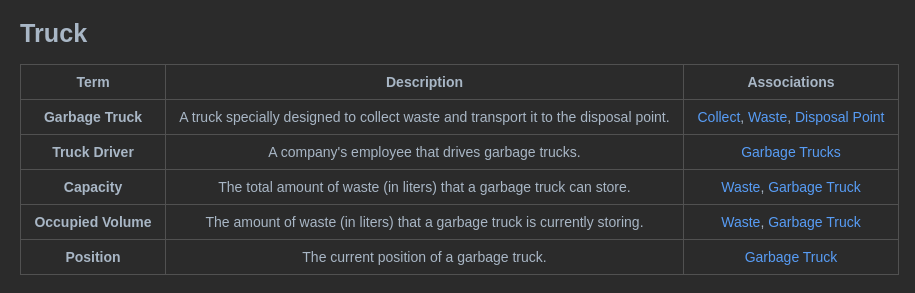 Truck
Term Description Associations
Garbage Truck A truck specially designed to collect waste and transport it to the disposal point. Collect, Waste, Disposal Point
Truck Driver A company's employee that drives garbage trucks. Garbage Trucks
Capacity The total amount of waste (in liters) that a garbage truck can store. Waste, Garbage Truck
Occupied Volume The amount of waste (in liters) that a garbage truck is currently storing. Waste, Garbage Truck
Position The current position of a garbage truck. Garbage Truck